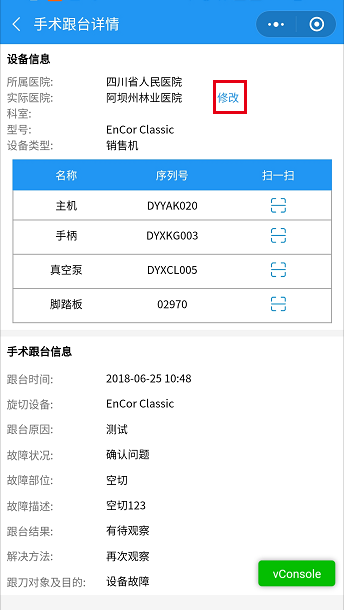 手术跟台详情
设备信息
所属医院: 四川省人民医院
实际医院: 阿坝州林业医院 修改
科室:
型号: EnCor Classic
设备类型: 销售机
名称 序列号 扫一扫
主机 DYYAK020
手柄 DYXKG003
真空泵 DYXCL005
脚踏板 02970
手术跟台信息
跟台时间: 2018-06-25 10:48
旋切设备: EnCor Classic
跟台原因: 测试
故障状况: 确认问题
故障部位: 空切
故障描述: 空切123
跟台结果: 有待观察
解决方法: 再次观察
跟刀对象及目的: 设备故障
vConsole